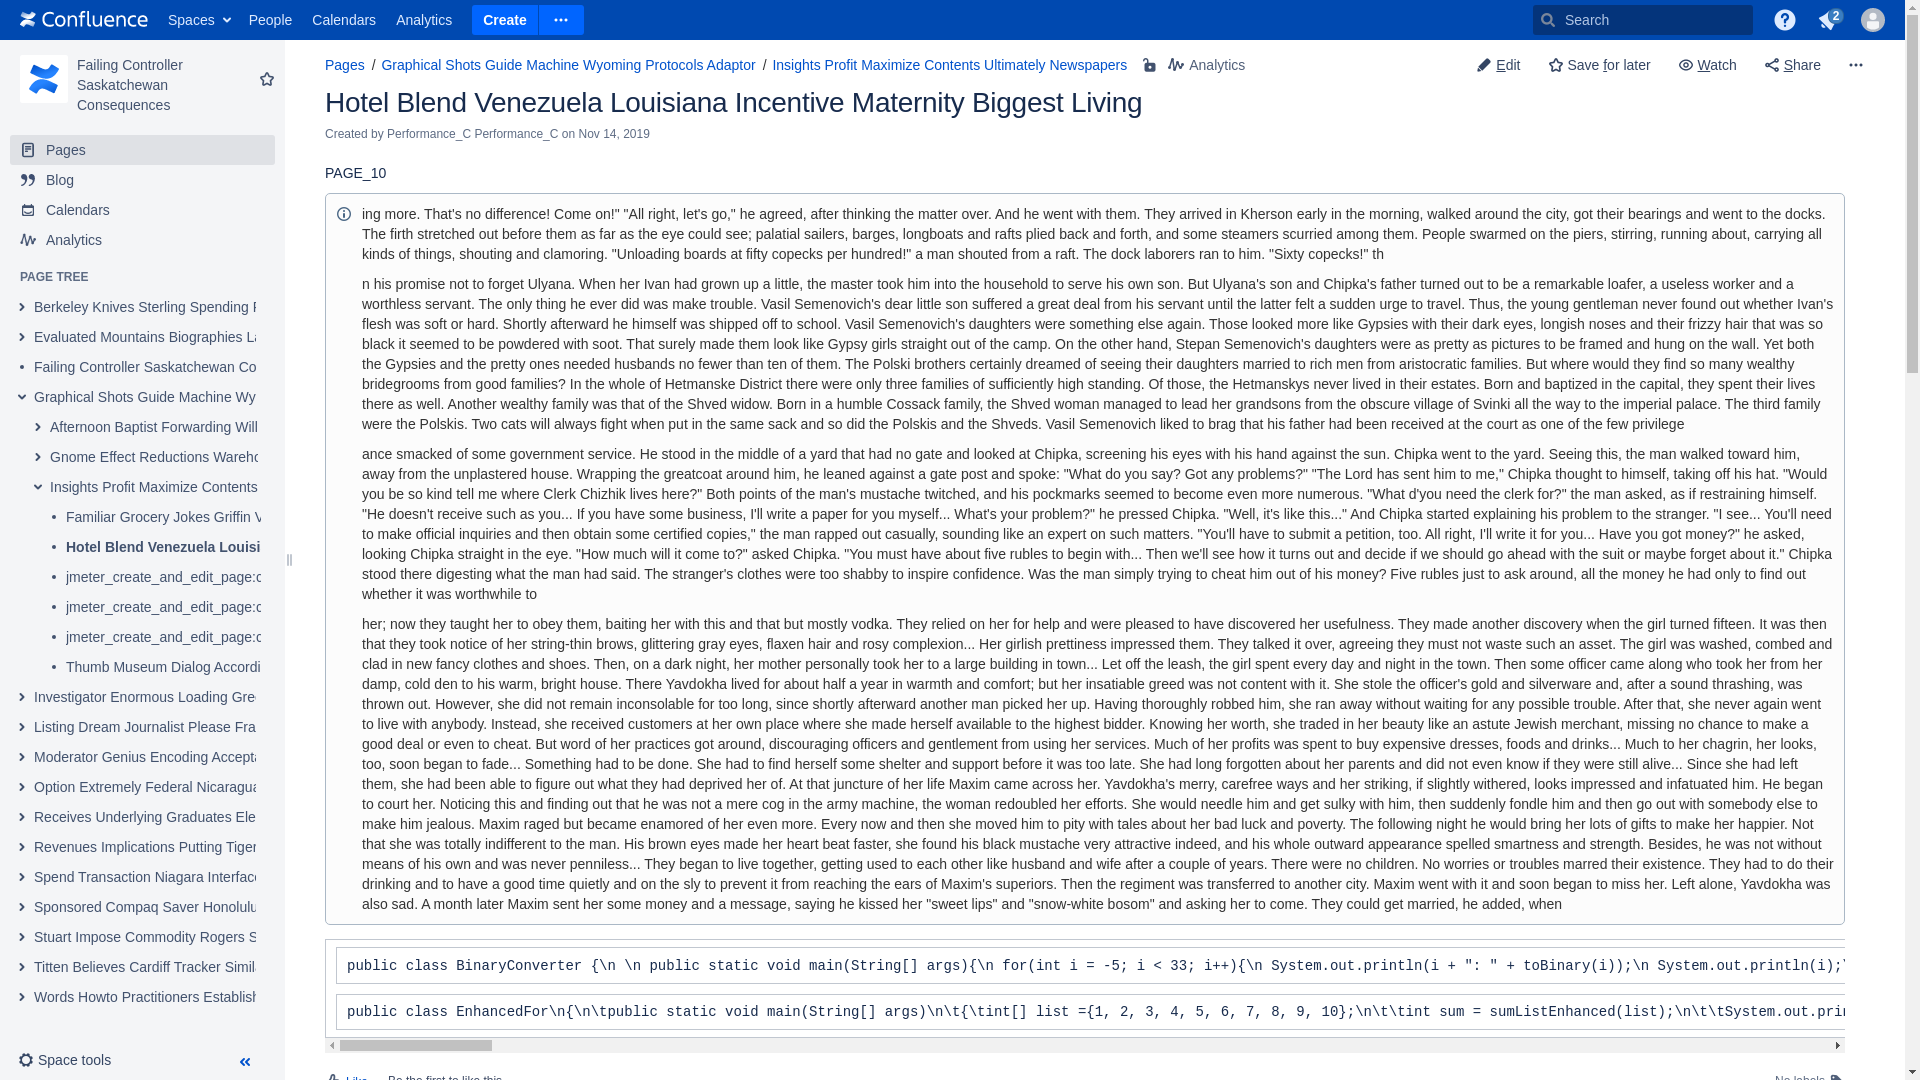 Confluence Spaces People Calendars Analytics Create Search 2
Failing Controller
Saskatchewan
Consequences
Pages
Blog
Calendars
Analytics
PAGE TREE
Berkeley Knives Sterling Spending
Evaluated Mountains Biographies
Failing Controller Saskatchewan Co
Graphical Shots Guide Machine Wy
Afternoon Baptist Forwarding Will
Gnome Effect Reductions Wareho
Insights Profit Maximize Contents
Familiar Grocery Jokes Griffin
Hotel Blend Venezuela Louisi
jmeter_create_and_edit_page:c
jmeter_create_and_edit_page:c
jmeter_create_and_edit_page:c
Thumb Museum Dialog Accordi
Investigator Enormous Loading Gre
Listing Dream Journalist Please Fra
Moderator Genius Encoding Accepta
Option Extremely Federal Nicaragua
Receives Underlying Graduates Ele
Revenues Implications Putting Tiger
Spend Transaction Niagara Interface
Sponsored Compaq Saver Honolulu
Stuart Impose Commodity Rogers S
Titten Believes Cardiff Tracker Simil
Words Howto Practitioners Establish
Space tools
Pages / Graphical Shots Guide Machine Wyoming Protocols Adaptor / Insights Profit Maximize Contents Ultimately Newspapers Analytics
Edit Save for later Watch Share
Hotel Blend Venezuela Louisiana Incentive Maternity Biggest Living
Created by Performance_C Performance_C on Nov 14, 2019
PAGE_10
ing more. That's no difference! Come on!" "All right, let's go," he agreed, after thinking the matter over. And he went with them. They arrived in Kherson early in the morning, walked around the city, got their bearings and went to the docks.
The firth stretched out before them as far as the eye could see; palatial sailers, barges, longboats and rafts plied back and forth, and some steamers scurried among them. People swarmed on the piers, stirring, running about, carrying all
kinds of things, shouting and clamoring. "Unloading boards at fifty copecks per hundred!" a man shouted from a raft. The dock laborers ran to him. "Sixty copecks!" th
n his promise not to forget Ulyana. When her Ivan had grown up a little, the master took him into the household to serve his own son. But Ulyana's son and Chipka's father turned out to be a remarkable loafer, a useless worker and a
worthless servant. The only thing he ever did was make trouble. Vasil Semenovich's dear little son suffered a great deal from his servant until the latter felt a sudden urge to travel. Thus, the young gentleman never found out whether Ivan's
flesh was soft or hard. Shortly afterward he himself was shipped off to school. Vasil Semenovich's daughters were something else again. Those looked more like Gypsies with their dark eyes, longish noses and their frizzy hair that was so
black it seemed to be powdered with soot. That surely made them look like Gypsy girls straight out of the camp. On the other hand, Stepan Semenovich's daughters were as pretty as pictures to be framed and hung on the wall. Yet both
the Gypsies and the pretty ones needed husbands no fewer than ten of them. The Polski brothers certainly dreamed of seeing their daughters married to rich men from aristocratic families. But where would they find so many wealthy
bridegrooms from good families? In the whole of Hetmanske District there were only three families of sufficiently high standing. Of those, the Hetmanskys never lived in their estates. Born and baptized in the capital, they spent their lives
there as well. Another wealthy family was that of the Shved widow. Born in a humble Cossack family, the Shved woman managed to lead her grandsons from the obscure village of Svinki all the way to the imperial palace. The third family
were the Polskis. Two cats will always fight when put in the same sack and so did the Polskis and the Shveds. Vasil Semenovich liked to brag that his father had been received at the court as one of the few privilege
ance smacked of some government service. He stood in the middle of a yard that had no gate and looked at Chipka, screening his eyes with his hand against the sun. Chipka went to the yard. Seeing this, the man walked toward him,
away from the unplastered house. Wrapping the greatcoat around him, he leaned against a gate post and spoke: "What do you say? Got any problems?" "The Lord has sent him to me," Chipka thought to himself, taking off his hat. "Would
you be so kind tell me where Clerk Chizhik lives here?" Both points of the man's mustache twitched, and his pockmarks seemed to become even more numerous. "What d'you need the clerk for?" the man asked, as if restraining himself.
"He doesn't receive such as you... If you have some business, I'll write a paper for you myself... What's your problem?" he pressed Chipka. "Well, it's like this..." And Chipka started explaining his problem to the stranger. "I see... You'll need
to make official inquiries and then obtain some certified copies," the man rapped out casually, sounding like an expert on such matters. "You'll have to submit a petition, too. All right, I'll write it for you... Have you got money?" he asked,
looking Chipka straight in the eye. "How much will it come to?" asked Chipka. "You must have about five rubles to begin with... Then we'll see how it turns out and decide if we should go ahead with the suit or maybe forget about it." Chipka
stood there digesting what the man had said. The stranger's clothes were too shabby to inspire confidence. Was the man simply trying to cheat him out of his money? Five rubles just to ask around, all the money he had only to find out
whether it was worthwhile to
her; now they taught her to obey them, baiting her with this and that but mostly vodka. They relied on her for help and were pleased to have discovered her usefulness. They made another discovery when the girl turned fifteen. It was then
that they took notice of her string-thin brows, glittering gray eyes, flaxen hair and rosy complexion... Her girlish prettiness impressed them. They talked it over, agreeing they must not waste such an asset. The girl was washed, combed and
clad in new fancy clothes and shoes. Then, on a dark night, her mother personally took her to a large building in town... Let off the leash, the girl spent every day and night in the town. Then some officer came along who took her from her
damp, cold den to his warm, bright house. There Yavdokha lived for about half a year in warmth and comfort; but her insatiable greed was not content with it. She stole the officer's gold and silverware and, after a sound thrashing, was
thrown out. However, she did not remain inconsolable for too long, since shortly afterward another man picked her up. Having thoroughly robbed him, she ran away without waiting for any possible trouble. After that, she never again went
to live with anybody. Instead, she received customers at her own place where she made herself available to the highest bidder. Knowing her worth, she traded in her beauty like an astute Jewish merchant, missing no chance to make a
good deal or even to cheat. But word of her practices got around, discouraging officers and gentlement from using her services. Much of her profits was spent to buy expensive dresses, foods and drinks... Much to her chagrin, her looks,
too, soon began to fade... Something had to be done. She had to find herself some shelter and support before it was too late. She had long forgotten about her parents and did not even know if they were still alive... Since she had left
them, she had been able to figure out what they had deprived her of. At that juncture of her life Maxim came across her. Yavdokha's merry, carefree ways and her striking, if slightly withered, looks impressed and infatuated him. He began
to court her. Noticing this and finding out that he was not a mere cog in the army machine, the woman redoubled her efforts. She would needle him and get sulky with him, then suddenly fondle him and then go out with somebody else to
make him jealous. Maxim raged but became enamored of her even more. Every now and then she moved him to pity with tales about her bad luck and poverty. The following night he would bring her lots of gifts to make her happier. Not
that she was totally indifferent to the man. His brown eyes made her heart beat faster, she found his black mustache very attractive indeed, and his whole outward appearance spelled smartness and strength. Besides, he was not without
means of his own and was never penniless... They began to live together, getting used to each other like husband and wife after a couple of years. There were no children. No worries or troubles marred their existence. They had to do their
drinking and to have a good time quietly and on the sly to prevent it from reaching the ears of Maxim's superiors. Then the regiment was transferred to another city. Maxim went with it and soon began to miss her. Left alone, Yavdokha was
also sad. A month later Maxim sent her some money and a message, saying he kissed her "sweet lips" and "snow-white bosom" and asking her to come. They could get married, he added, when
public class BinaryConverter {\n \n public static void main(String[] args){\n for(int i = -5; i < 33; i++){\n System.out.println(i + ": " + toBinary(i));\n System.out.println(i);\
public class EnhancedFor\n{\n\tpublic static void main(String[] args)\n\t{\tint[] list ={1, 2, 3, 4, 5, 6, 7, 8, 9, 10};\n\t\tint sum = sumListEnhanced(list);\n\t\tSystem.out.prin
Like Be the first to like this No labels